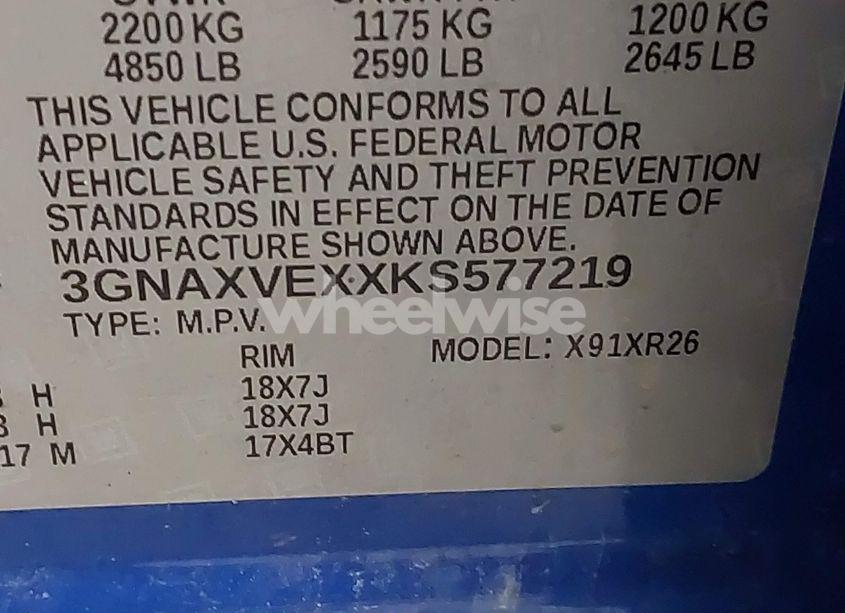 2200 KG 1175 KG 1200 KG
4850 LB 2590 LB 2645 LB
THIS VEHICLE CONFORMS TO ALL
APPLICABLE U.S. FEDERAL MOTOR
VEHICLE SAFETY AND THEFT PREVENTION
STANDARDS IN EFFECT ON THE DATE OF
MANUFACTURE SHOWN ABOVE.
3GNAXVEXXKS577219
wheelwise
TYPE: M.P.V.
RIM MODEL: X91XR26
H 18X7J
H 18X7J
17 M 17X4BT